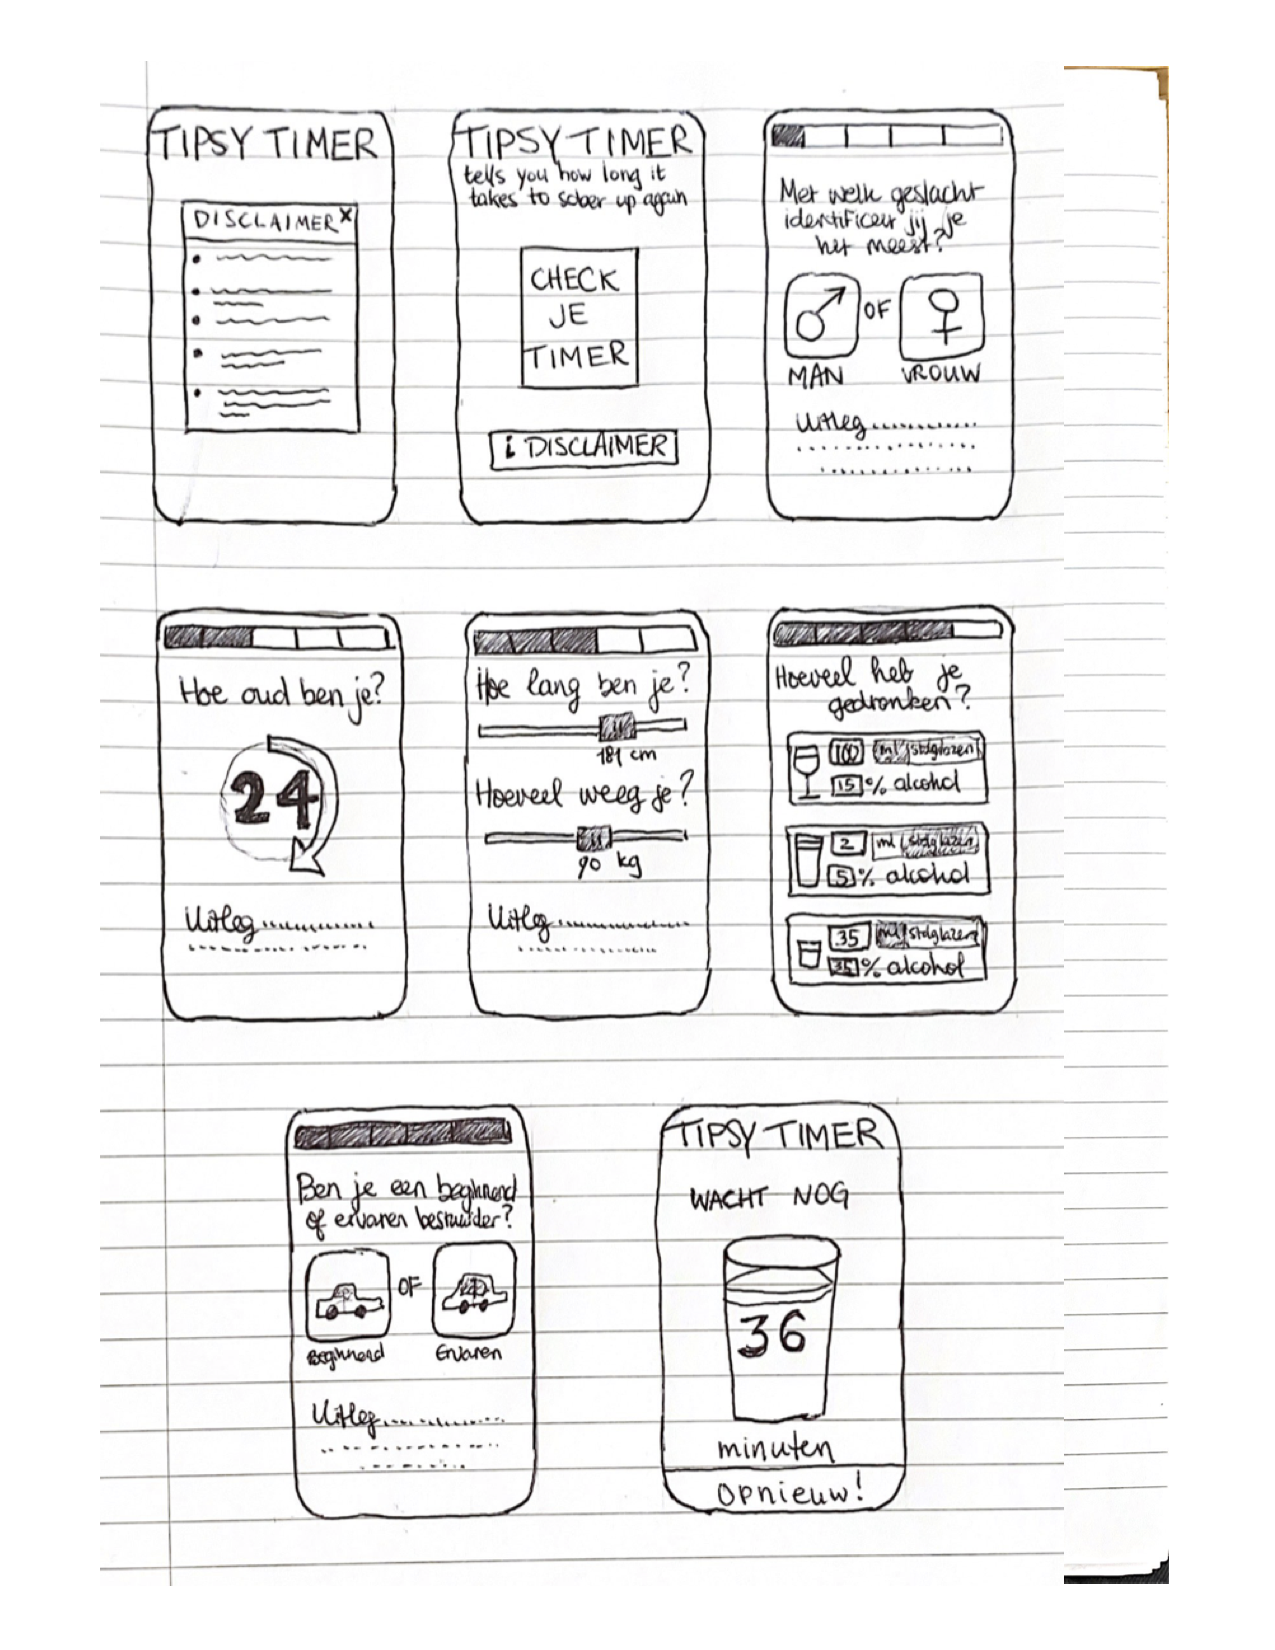 TIPSY TIMER
DISCLAIMER X
TIPSY TIMER
tells you how long it
takes to sober up again
CHECK
JE
TIMER
i DISCLAIMER
Met welk geslacht
identificeer jij je
het meest?
OF
MAN VROUW
Uitleg
Hoe oud ben je?
24
Uitleg
Hoe lang ben je?
181 cm
Hoeveel weeg je?
90 kg
Uitleg
Hoeveel heb je
gedronken?
100 ml stdglazen
15 % alcohol
2 ml stdglazen
5 % alcohol
35 ml stdglazen
35 % alcohol
Ben je een beginnend
of ervaren bestuurder?
OF
Beginnend Ervaren
Uitleg
TIPSY TIMER
WACHT NOG
36
minuten
Opnieuw!